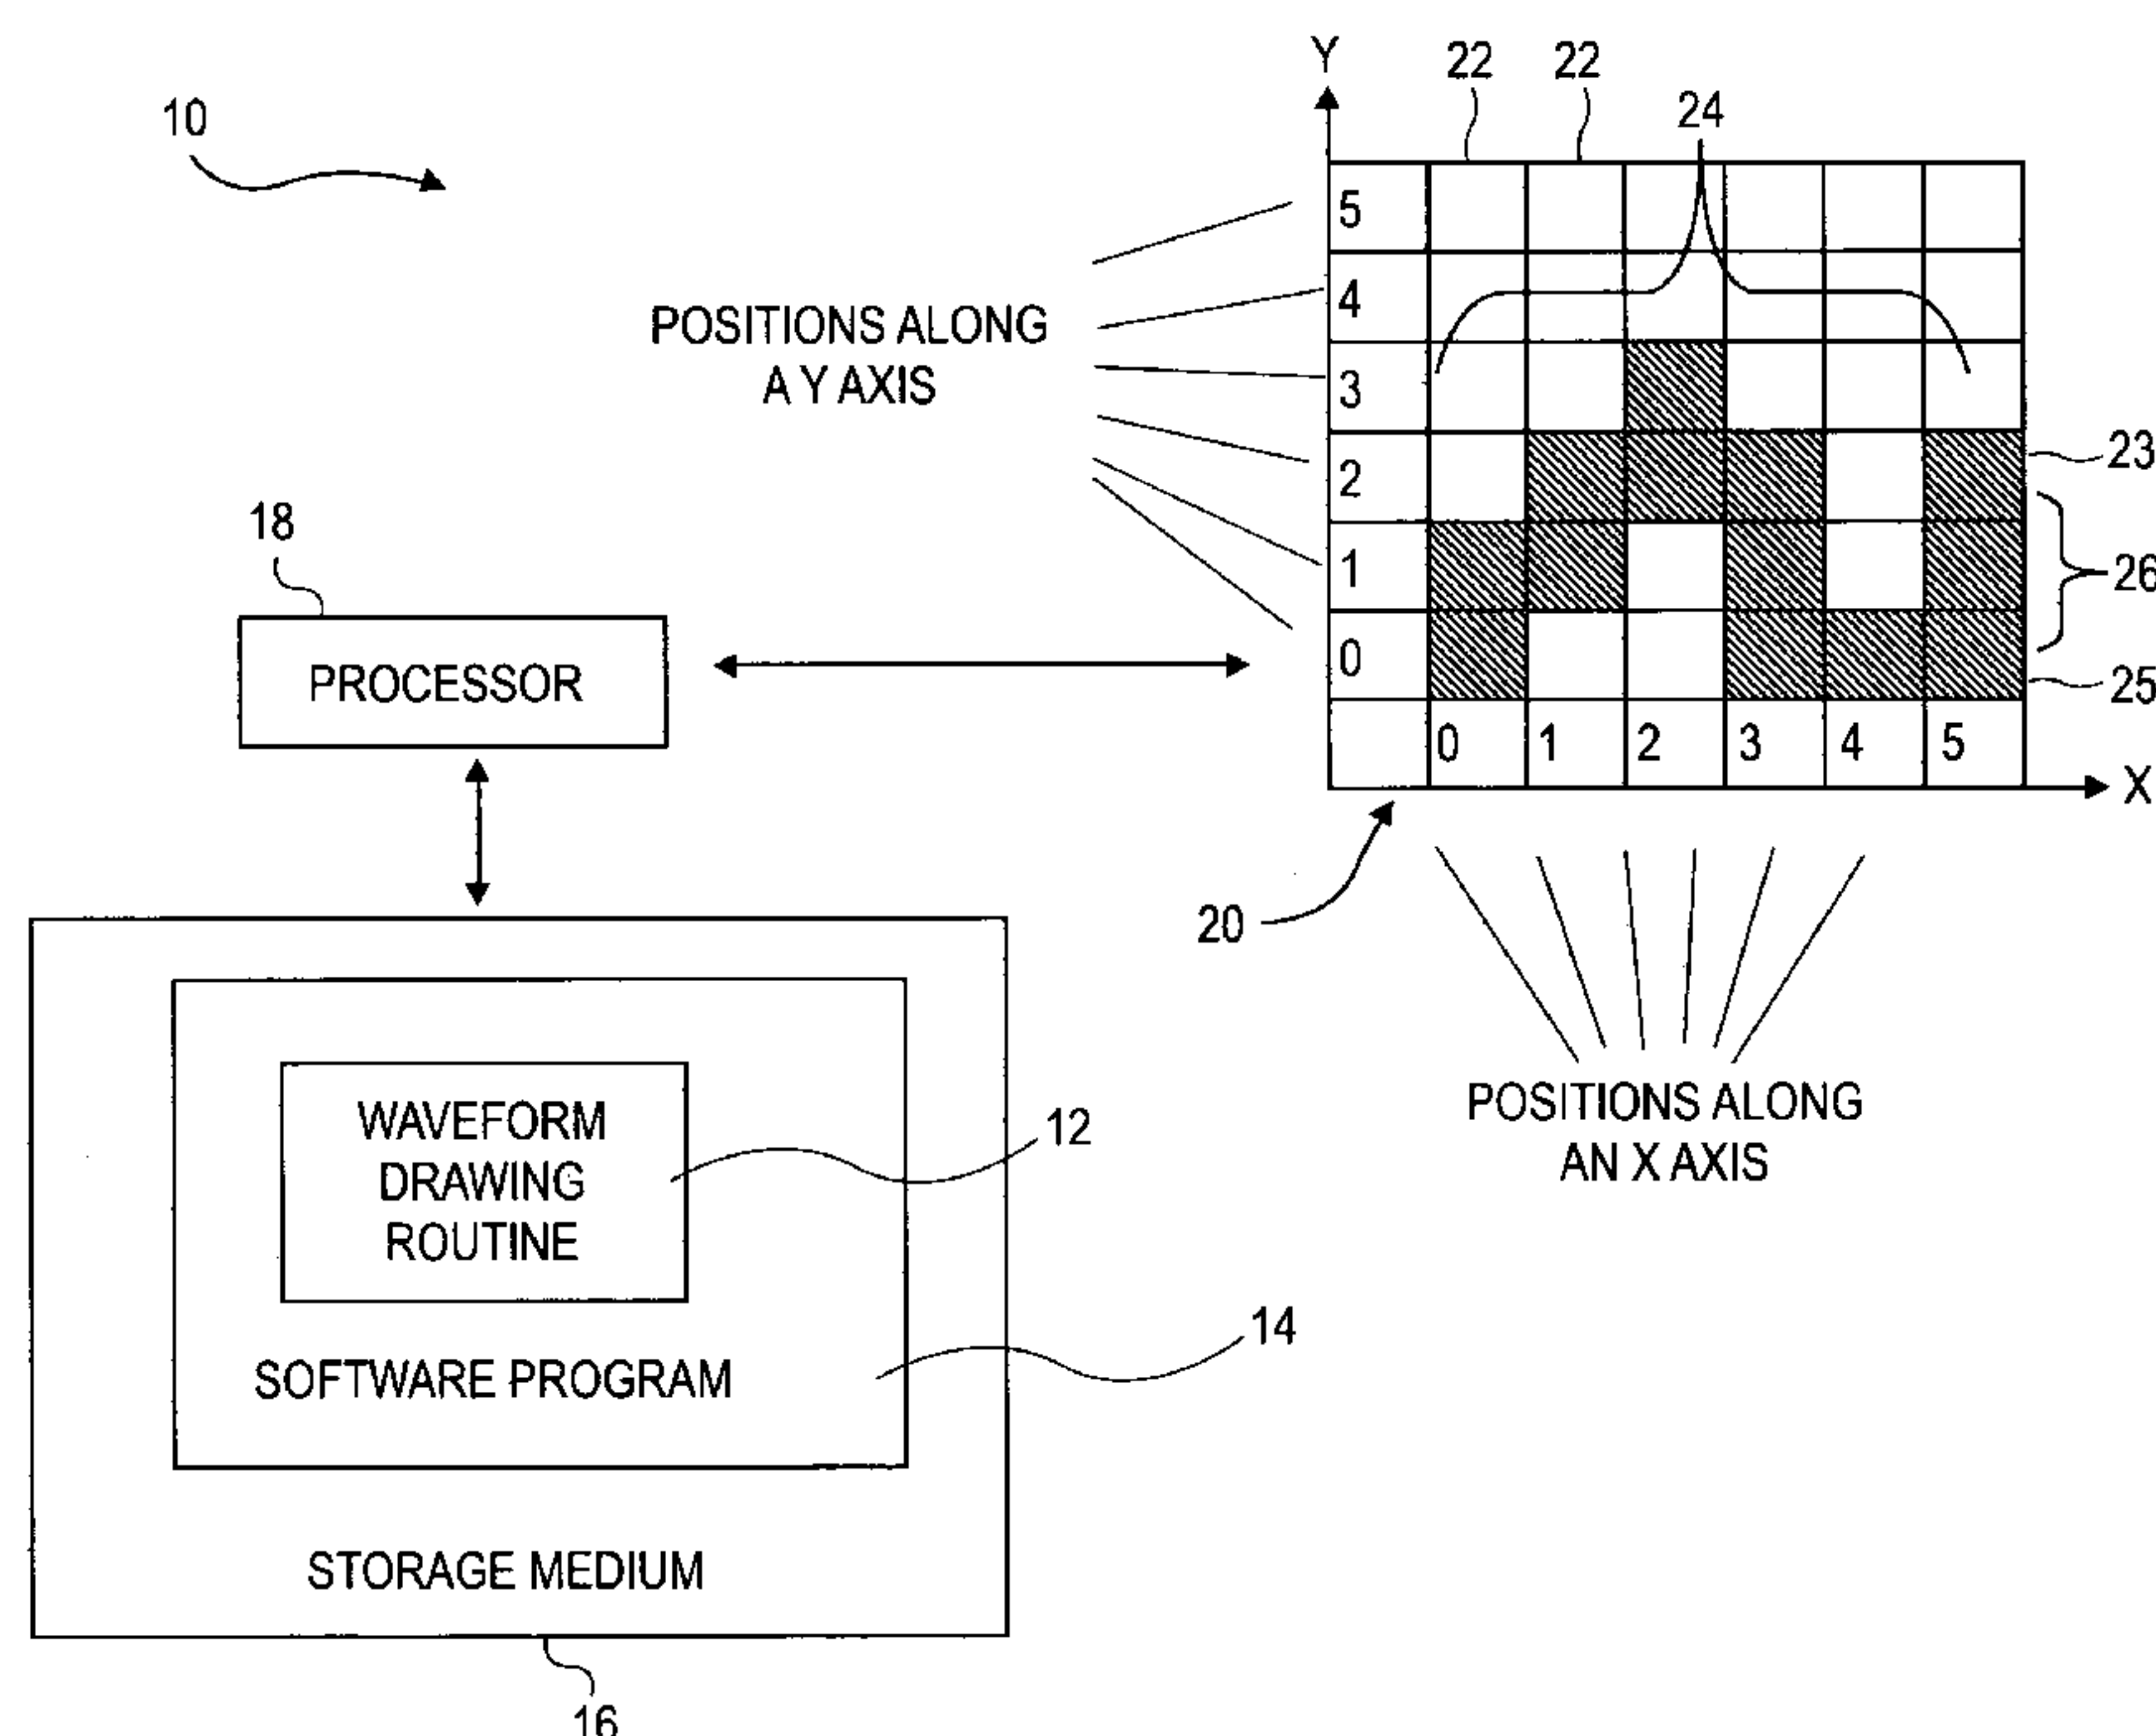 10
Y
22
22
24
5
4
3
2
1
0
POSITIONS ALONG
A Y AXIS
23
26
25
0 1 2 3 4 5
X
18
PROCESSOR
20
POSITIONS ALONG
AN X AXIS
WAVEFORM
DRAWING
ROUTINE
12
SOFTWARE PROGRAM
14
STORAGE MEDIUM
16